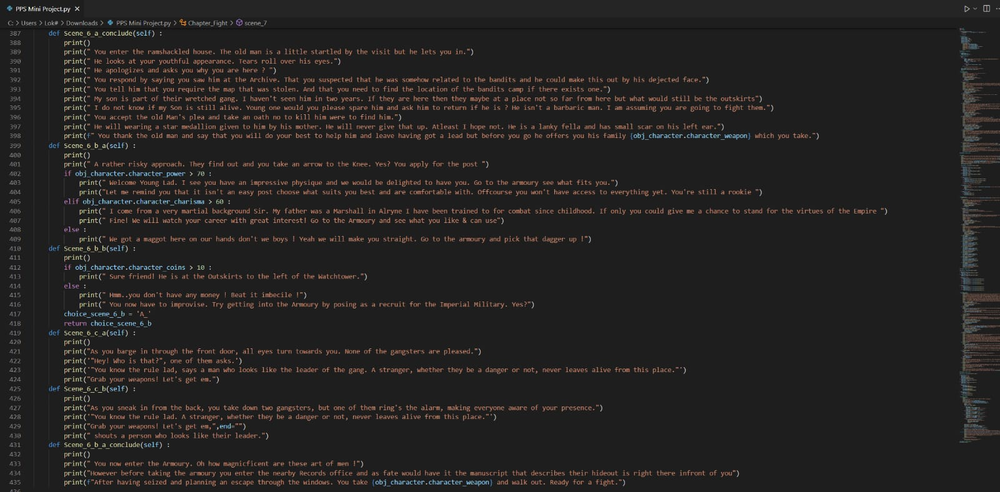 PPS Mini Project.py ×
C: > Users > Lok# > Downloads > PPS Mini Project.py > Chapter_Fight > scene_7
387 def Scene_6_a_conclude(self) :
388 print()
389 print(" You enter the ramshackled house. The old man is a little startled by the visit but he lets you in.")
390 print(" He looks at your youthful appearance. Tears roll over his eyes.")
391 print(" He apologizes and asks you why you are here ? ")
392 print(" You respond by saying you saw him at the Archive. That you suspected that he was somehow related to the bandits and he could make this out by his dejected face.")
393 print(" You tell him that you require the map that was stolen. And that you need to find the location of the bandits camp if there exists one.")
394 print(" My son is part of their wretched gang. I haven't seen him in two years. If they are here then they maybe at a place not so far from here but what would still be the outskirts")
395 print(" I do not know if my Son is still alive. Young one would you please spare him and ask him to return if he is ? He isn't a barbaric man. I am assuming you are going to fight them.")
396 print(" You accept the old Man's plea and take an oath no to kill him were to find him.")
397 print(" He will wearing a star medallion given to him by his mother. He will never give that up. Atleast I hope not. He is a lanky fella and has small scar on his left ear.")
398 print(f" You thank the old man and say that you will do your best to help him and leave having got a lead but before you go he offers you his family {obj_character.character_weapon} which you take.")
399 def Scene_6_b_a(self) :
400 print()
401 print(" A rather risky approach. They find out and you take an arrow to the Knee. Yes? You apply for the post ")
402 if obj_character.character_power > 70 :
403 print(" Welcome Young Lad. I see you have an impressive physique and we would be delighted to have you. Go to the armoury see what fits you.")
404 print("Let me remind you that it isn't an easy post choose what suits you best and are comfortable with. Offcourse you won't have access to everything yet. You're still a rookie ")
405 elif obj_character.character_charisma > 60 :
406 print(" I come from a very martial background Sir. My father was a Marshall in Alryne I have been trained to for combat since childhood. If only you could give me a chance to stand for the virtues of the Empire ")
407 print(" Fine! We will watch your career with great interest! Go to the Armoury and see what you like & can use")
408 else :
409 print(" We got a maggot here on our hands don't we boys ! Yeah we will make you straight. Go to the armoury and pick that dagger up !")
410 def Scene_6_b_b(self) :
411 print()
412 if obj_character.character_coins > 10 :
413 print(" Sure friend! He is at the Outskirts to the left of the Watchtower.")
414 else :
415 print(" Hmm..you don't have any money ! Beat it imbecile !")
416 print(" You now have to improvise. Try getting into the Armoury by posing as a recruit for the Imperial Military. Yes?")
417 choice_scene_6_b = 'A_'
418 return choice_scene_6_b
419 def Scene_6_c_a(self) :
420 print()
421 print("As you barge in through the front door, all eyes turn towards you. None of the gangsters are pleased.")
422 print('"Hey! Who is that?", one of them asks.')
423 print('"You know the rule lad, says a man who looks like the leader of the gang. A stranger, whether they be a danger or not, never leaves alive from this place."')
424 print("Grab your weapons! Let's get em.")
425 def Scene_6_c_b(self) :
426 print()
427 print("As you sneak in from the back, you take down two gangsters, but one of them ring's the alarm, making everyone aware of your presence.")
428 print('"You know the rule lad. A stranger, whether they be a danger or not, never leaves alive from this place."')
429 print("Grab your weapons! Let's get em,",end="")
430 print(" shouts a person who looks like their leader.")
431 def Scene_6_b_a_conclude(self) :
432 print()
433 print(" You now enter the Armoury. Oh how magnicficent are these art of men !")
434 print("However before taking the armoury you enter the nearby Records office and as fate would have it the manuscript that describes their hideout is right there infront of you")
435 print(f"After having seized and planning an escape through the windows. You take {obj_character.character_weapon} and walk out. Ready for a fight.")